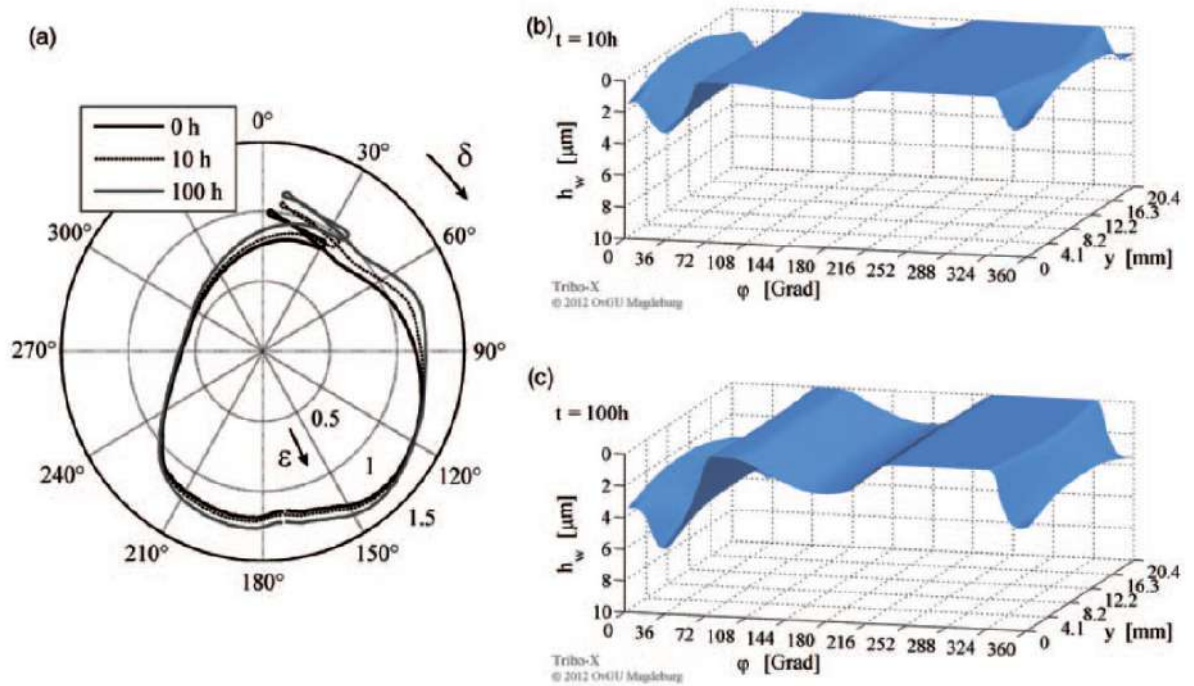 (a)
0 h
10 h
100 h
0°
30°
δ
60°
300°
270°
90°
0.5
ε
1
240°
120°
1.5
210°
150°
180°
(b)
t = 10h
0
2
4
6
8
10
h_w [μm]
0 36 72 108 144 180 216 252 288 324 360
φ [Grad]
0 4.1 8.2 12.2 16.3 20.4
y [mm]
Tribo-X
© 2012 OvGU Magdeburg
(c)
t = 100h
0
2
4
6
8
10
h_w [μm]
0 36 72 108 144 180 216 252 288 324 360
φ [Grad]
0 4.1 8.2 12.2 16.3 20.4
y [mm]
Tribo-X
© 2012 OvGU Magdeburg